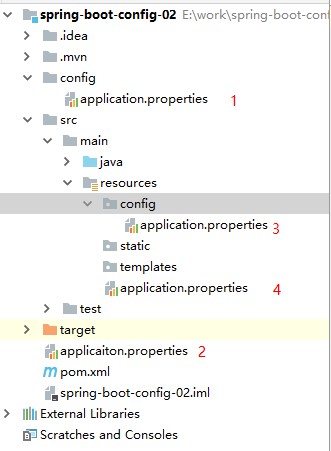 spring-boot-config-02 E:\work\spring-boot-conf
.idea
.mvn
config
application.properties 1
src
main
java
resources
config
application.properties 3
static
templates
application.properties 4
test
target
applicaiton.properties 2
pom.xml
spring-boot-config-02.iml
External Libraries
Scratches and Consoles